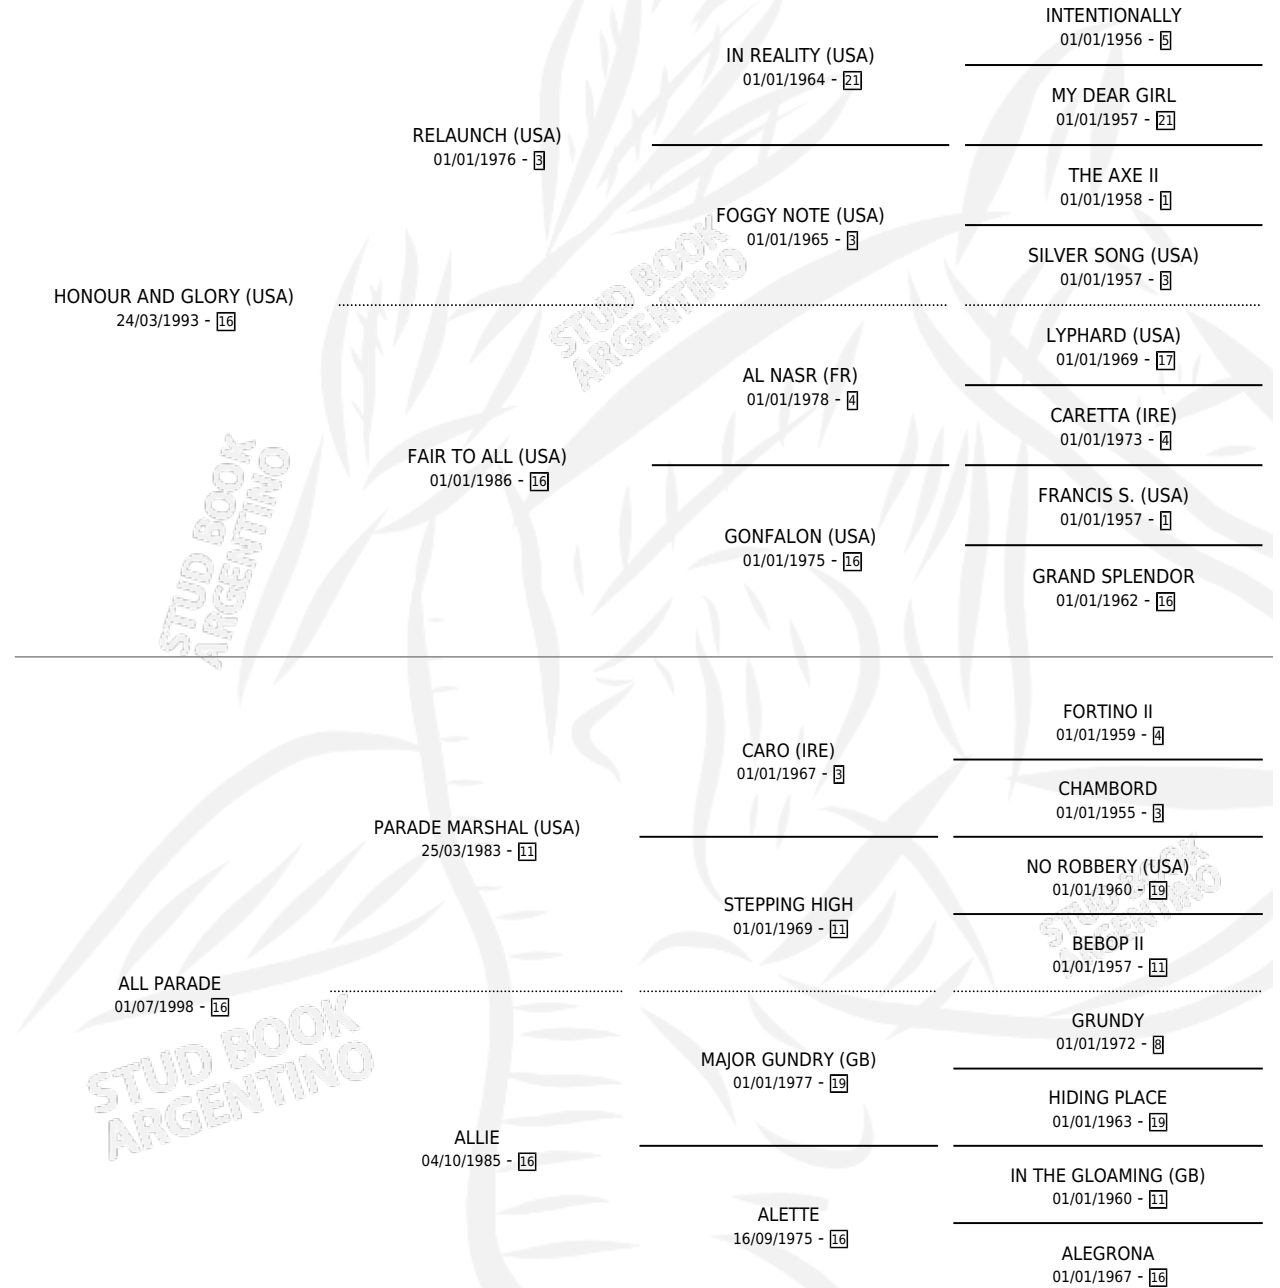 INTENTIONALLY
01/01/1956 - 5
IN REALITY (USA)
01/01/1964 - 21
MY DEAR GIRL
01/01/1957 - 21
RELAUNCH (USA)
01/01/1976 - 3
THE AXE II
01/01/1958 - 1
FOGGY NOTE (USA)
01/01/1965 - 3
SILVER SONG (USA)
01/01/1957 - 3
HONOUR AND GLORY (USA)
24/03/1993 - 16
LYPHARD (USA)
01/01/1969 - 17
AL NASR (FR)
01/01/1978 - 4
CARETTA (IRE)
01/01/1973 - 4
FAIR TO ALL (USA)
01/01/1986 - 16
FRANCIS S. (USA)
01/01/1957 - 1
GONFALON (USA)
01/01/1975 - 16
GRAND SPLENDOR
01/01/1962 - 16
FORTINO II
01/01/1959 - 4
CARO (IRE)
01/01/1967 - 3
CHAMBORD
01/01/1955 - 3
PARADE MARSHAL (USA)
25/03/1983 - 11
NO ROBBERY (USA)
01/01/1960 - 19
STEPPING HIGH
01/01/1969 - 11
BEBOP II
01/01/1957 - 11
ALL PARADE
01/07/1998 - 16
GRUNDY
01/01/1972 - 8
MAJOR GUNDRY (GB)
01/01/1977 - 19
HIDING PLACE
01/01/1963 - 19
ALLIE
04/10/1985 - 16
IN THE GLOAMING (GB)
01/01/1960 - 11
ALETTE
16/09/1975 - 16
ALEGRONA
01/01/1967 - 16
STUD BOOK
ARGENTINO
STUD BOOK
ARGENTINO
STUD BOOK
ARGENTINO
STUD BOOK
ARGENTINO